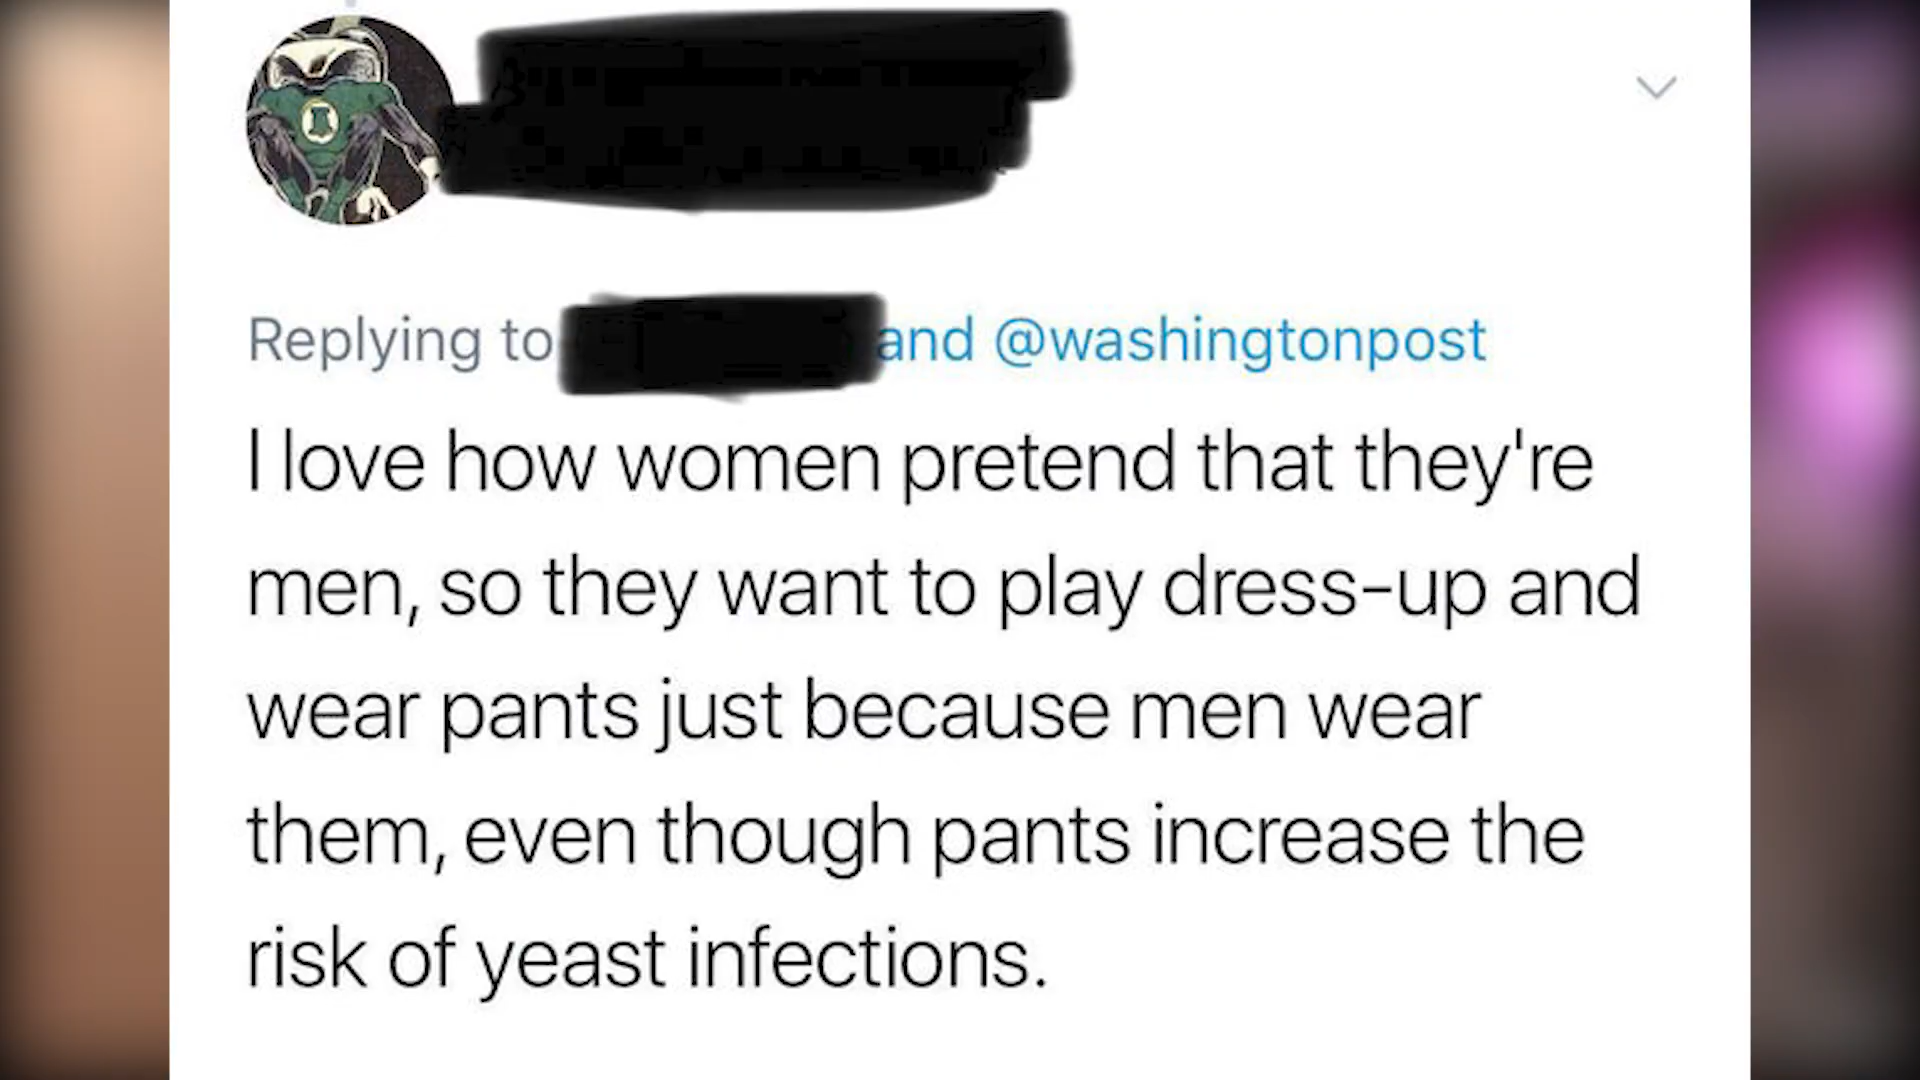 Replying to and @washingtonpost
I love how women pretend that they're
men, so they want to play dress-up and
wear pants just because men wear
them, even though pants increase the
risk of yeast infections.